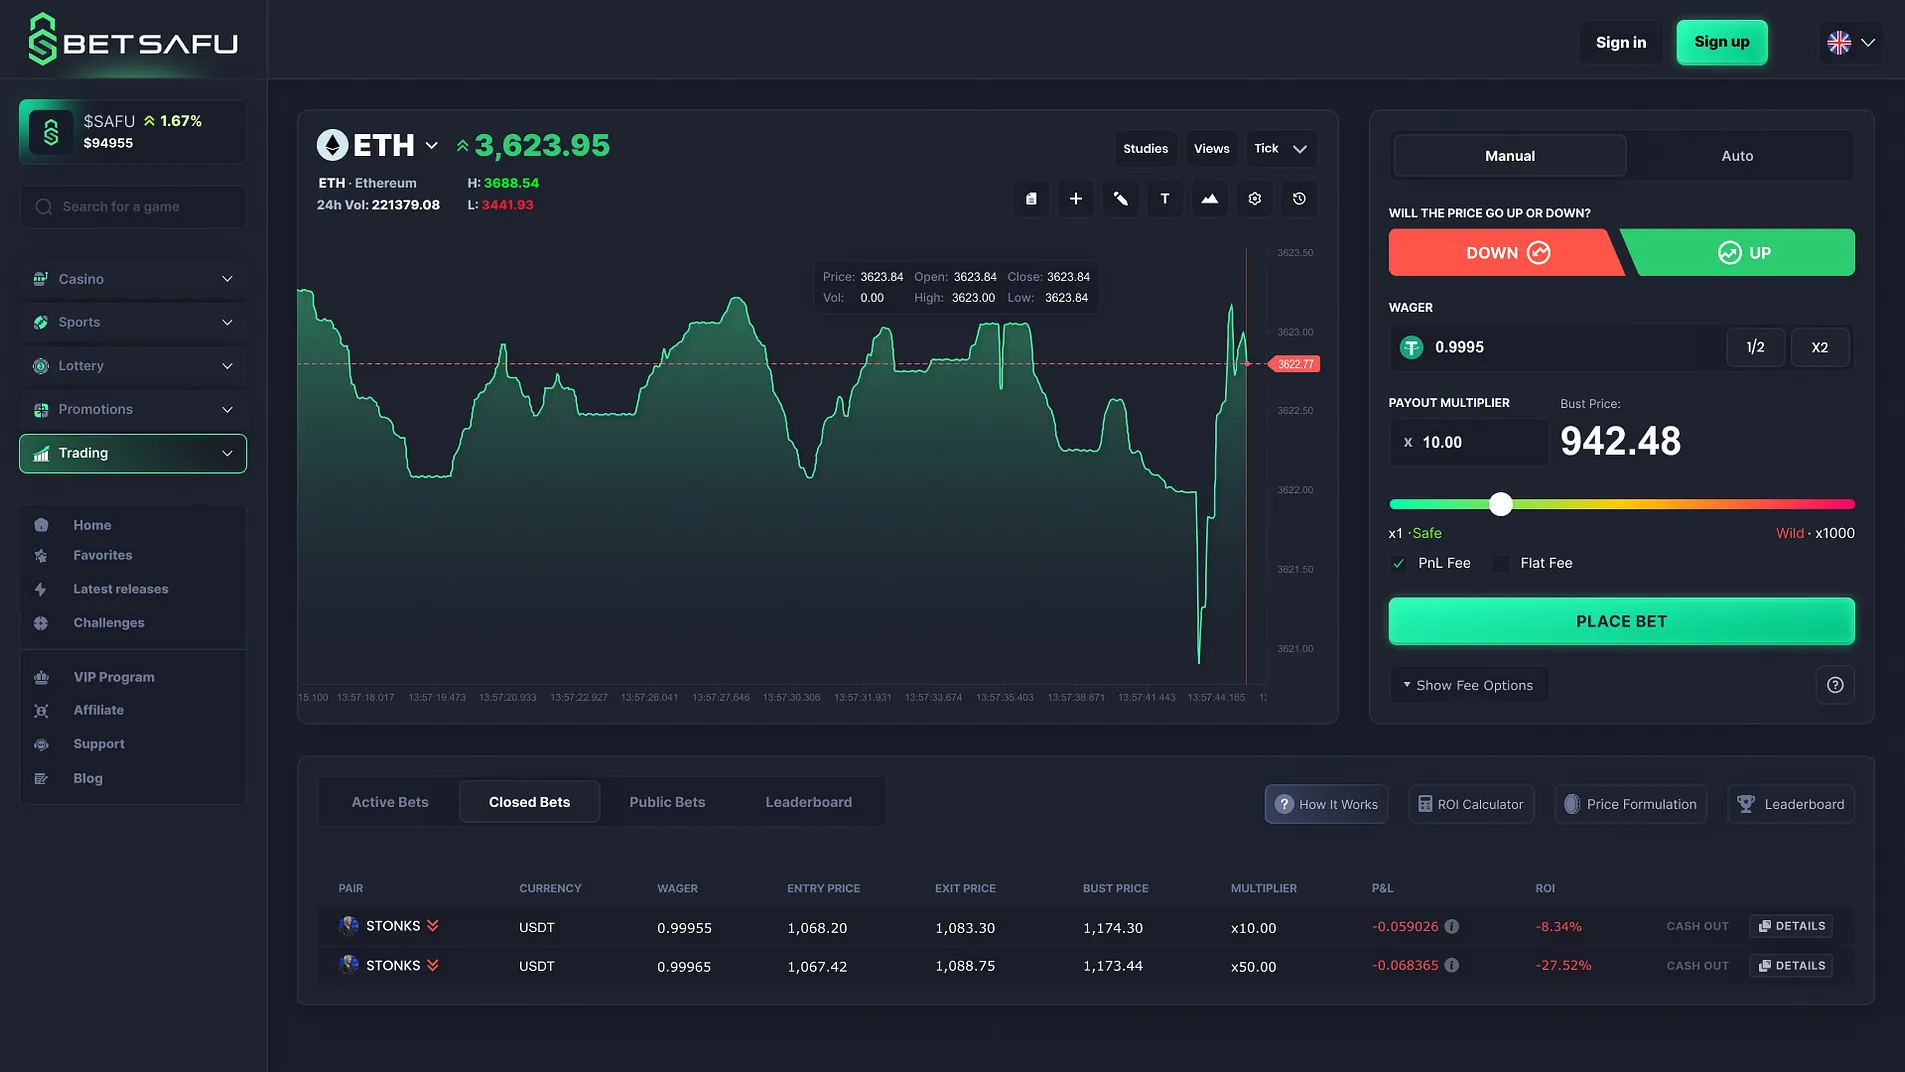 BETSAFU
Sign in
Sign up
$SAFU 1.67%
$94955
Search for a game
Casino
Sports
Lottery
Promotions
Trading
Home
Favorites
Latest releases
Challenges
VIP Program
Affiliate
Support
Blog
ETH 3,623.95
ETH · Ethereum H: 3688.54
24h Vol: 221379.08 L: 3441.93
Studies Views Tick
T
Price: 3623.84 Open: 3623.84 Close: 3623.84
Vol: 0.00 High: 3623.00 Low: 3623.84
3623.50
3623.00
3622.77
3622.50
3622.00
3621.50
3621.00
15.100 13:57:18.017 13:57:19.473 13:57:20.933 13:57:22.927 13:57:26.041 13:57:27.646 13:57:30.306 13:57:31.931 13:57:33.674 13:57:35.403 13:57:38.871 13:57:41.443 13:57:44.165
Manual Auto
WILL THE PRICE GO UP OR DOWN?
DOWN UP
WAGER
0.9995 1/2 X2
PAYOUT MULTIPLIER Bust Price:
x 10.00 942.48
x1 · Safe Wild · x1000
PnL Fee Flat Fee
PLACE BET
Show Fee Options ?
Active Bets Closed Bets Public Bets Leaderboard
? How It Works ROI Calculator Price Formulation Leaderboard
PAIR CURRENCY WAGER ENTRY PRICE EXIT PRICE BUST PRICE MULTIPLIER P&L ROI
STONKS USDT 0.99955 1,068.20 1,083.30 1,174.30 x10.00 -0.059026 -8.34% CASH OUT DETAILS
STONKS USDT 0.99965 1,067.42 1,088.75 1,173.44 x50.00 -0.068365 -27.52% CASH OUT DETAILS